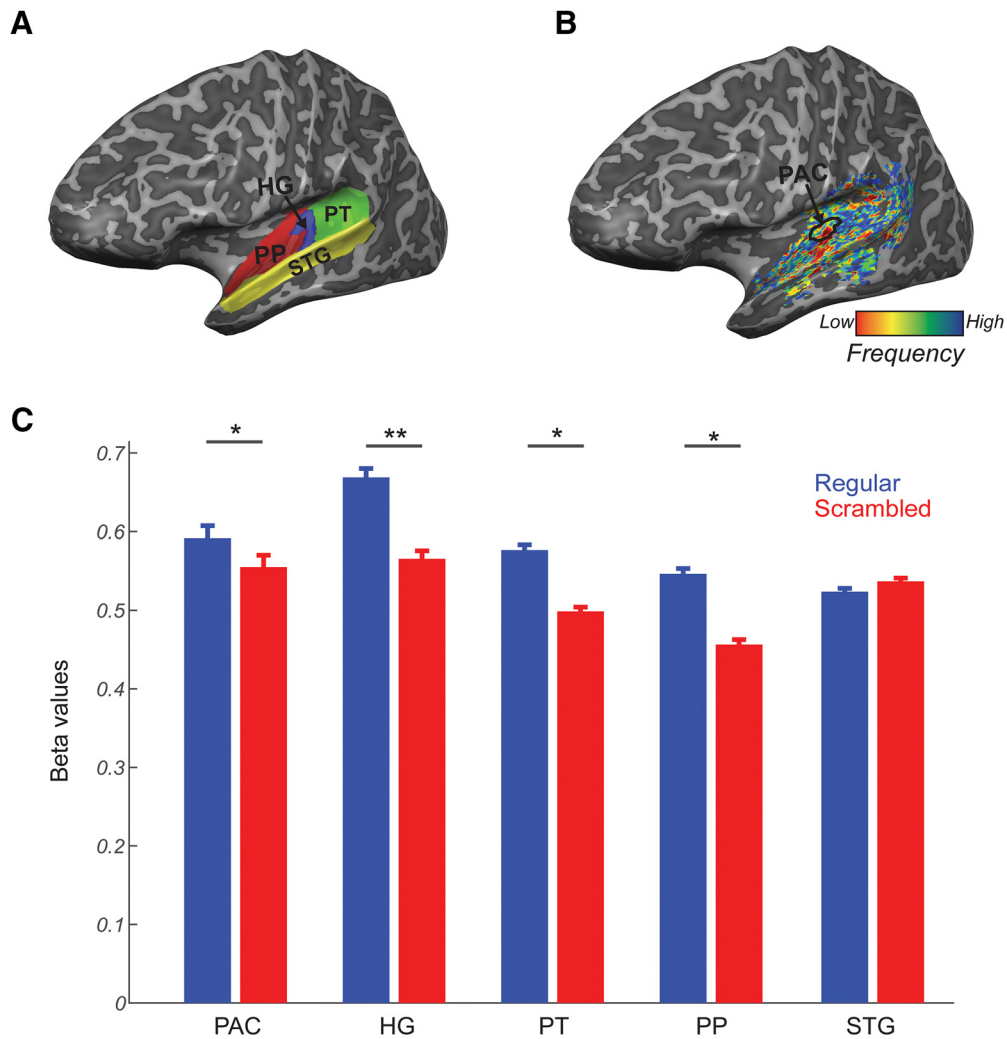 A
B
HG
PT
PP
STG
PAC
Low
High
Frequency
C
* ** * *
0.7
0.6
0.5
0.4
0.3
0.2
0.1
0
Beta values
Regular
Scrambled
PAC HG PT PP STG